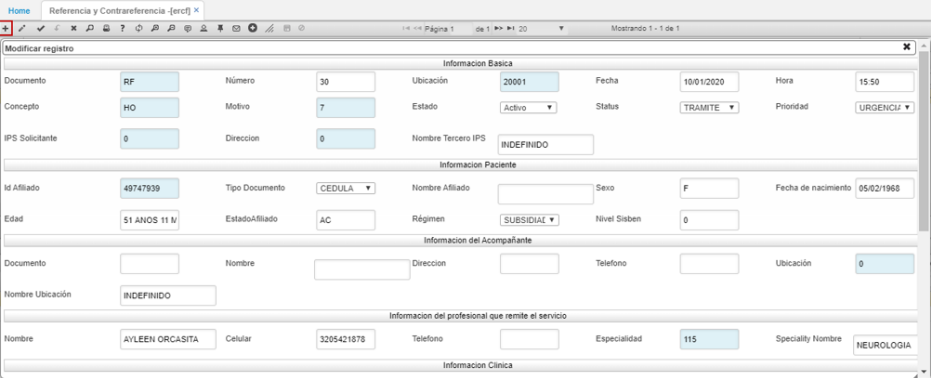 Home Referencia y Contrareferencia -[ercf] ×
Página 1 de 1 20 Mostrando 1 - 1 de 1
Modificar registro
Informacion Basica
Documento RF Número 30 Ubicación 20001 Fecha 10/01/2020 Hora 15:50
Concepto HO Motivo 7 Estado Activo Status TRAMITE Prioridad URGENCIA
IPS Solicitante 0 Direccion 0 Nombre Tercero IPS INDEFINIDO
Informacion Paciente
Id Afiliado 49747939 Tipo Documento CEDULA Nombre Afiliado Sexo F Fecha de nacimiento 05/02/1968
Edad 51 ANOS 11 M EstadoAfiliado AC Régimen SUBSIDIAD Nivel Sisben 0
Informacion del Acompañante
Documento Nombre Direccion Telefono Ubicación 0
Nombre Ubicación INDEFINIDO
Informacion del profesional que remite el servicio
Nombre AYLEEN ORCASITA Celular 3205421878 Telefono Especialidad 115 Speciality Nombre NEUROLOGIA
Informacion Clinica